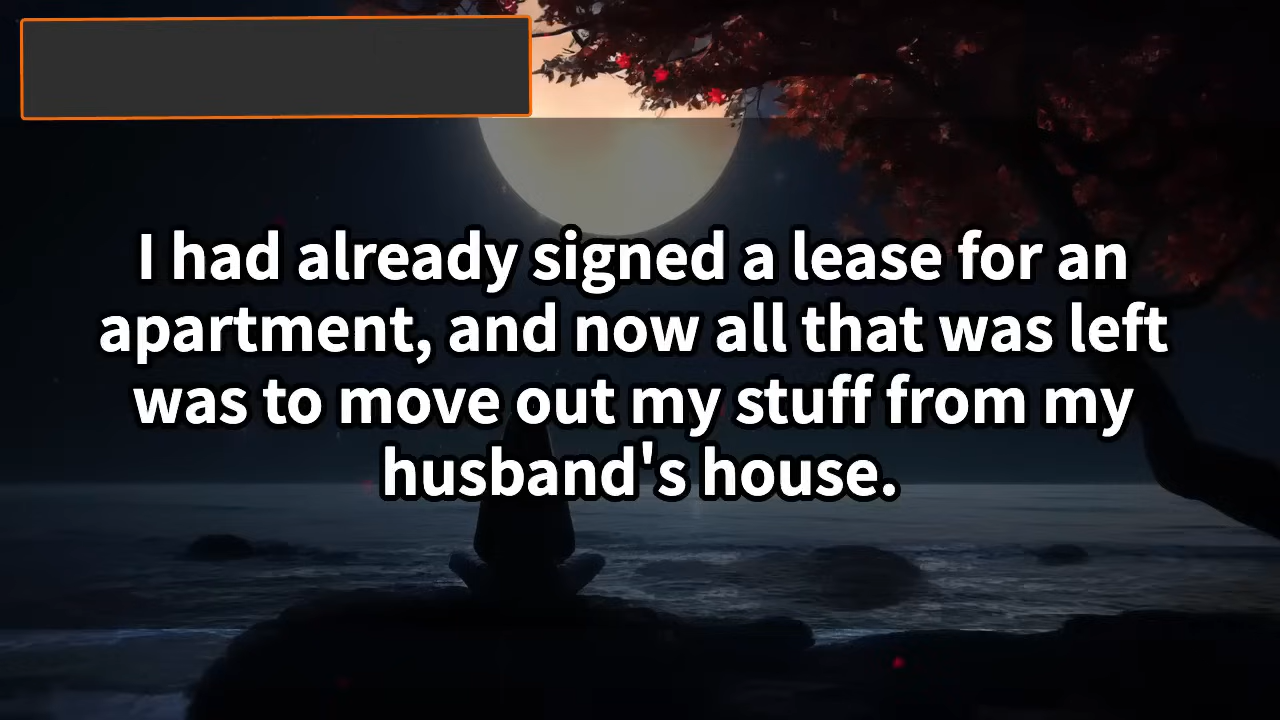 I had already signed a lease for an
apartment, and now all that was left
was to move out my stuff from my
husband's house.